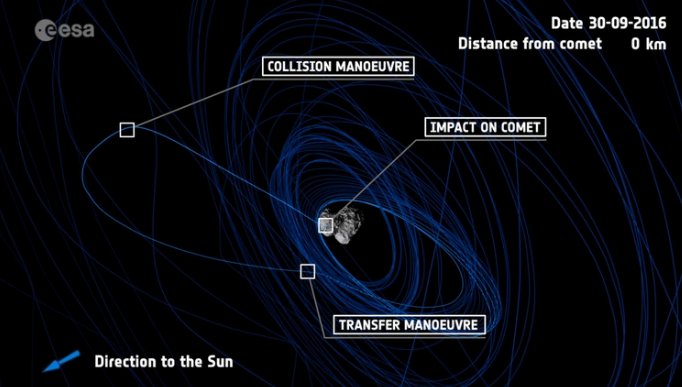 esa
Date 30-09-2016
Distance from comet 0 km
COLLISION MANOEUVRE
IMPACT ON COMET
TRANSFER MANOEUVRE
Direction to the Sun